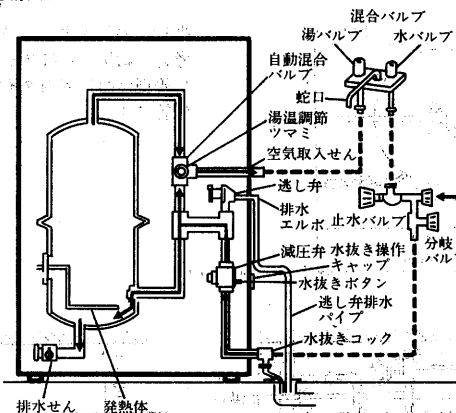 混合バルブ
湯バルブ
水バルブ
自動混合
バルブ
蛇口
湯温調節
ツマミ
空気取入せん
逃し弁
排水
エルボ
止水バルブ
分岐
バル
減圧弁
水抜き操作
キャップ
水抜きボタン
逃し弁排水
パイプ
水抜きコック
排水せん
発熱体